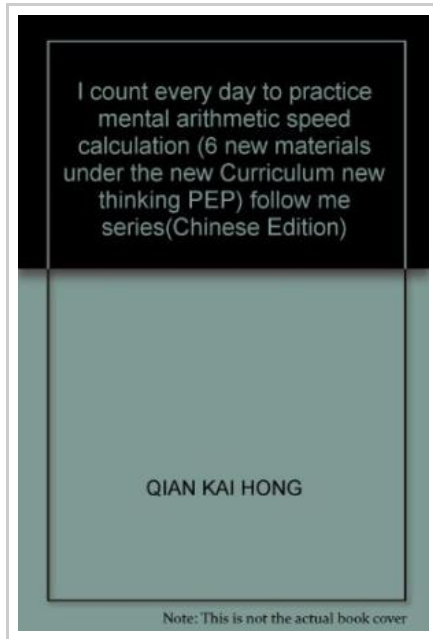 I count every day to practice
mental arithmetic speed
calculation (6 new materials
under the new Curriculum new
thinking PEP) follow me
series(Chinese Edition)
QIAN KAI HONG
Note: This is not the actual book cover